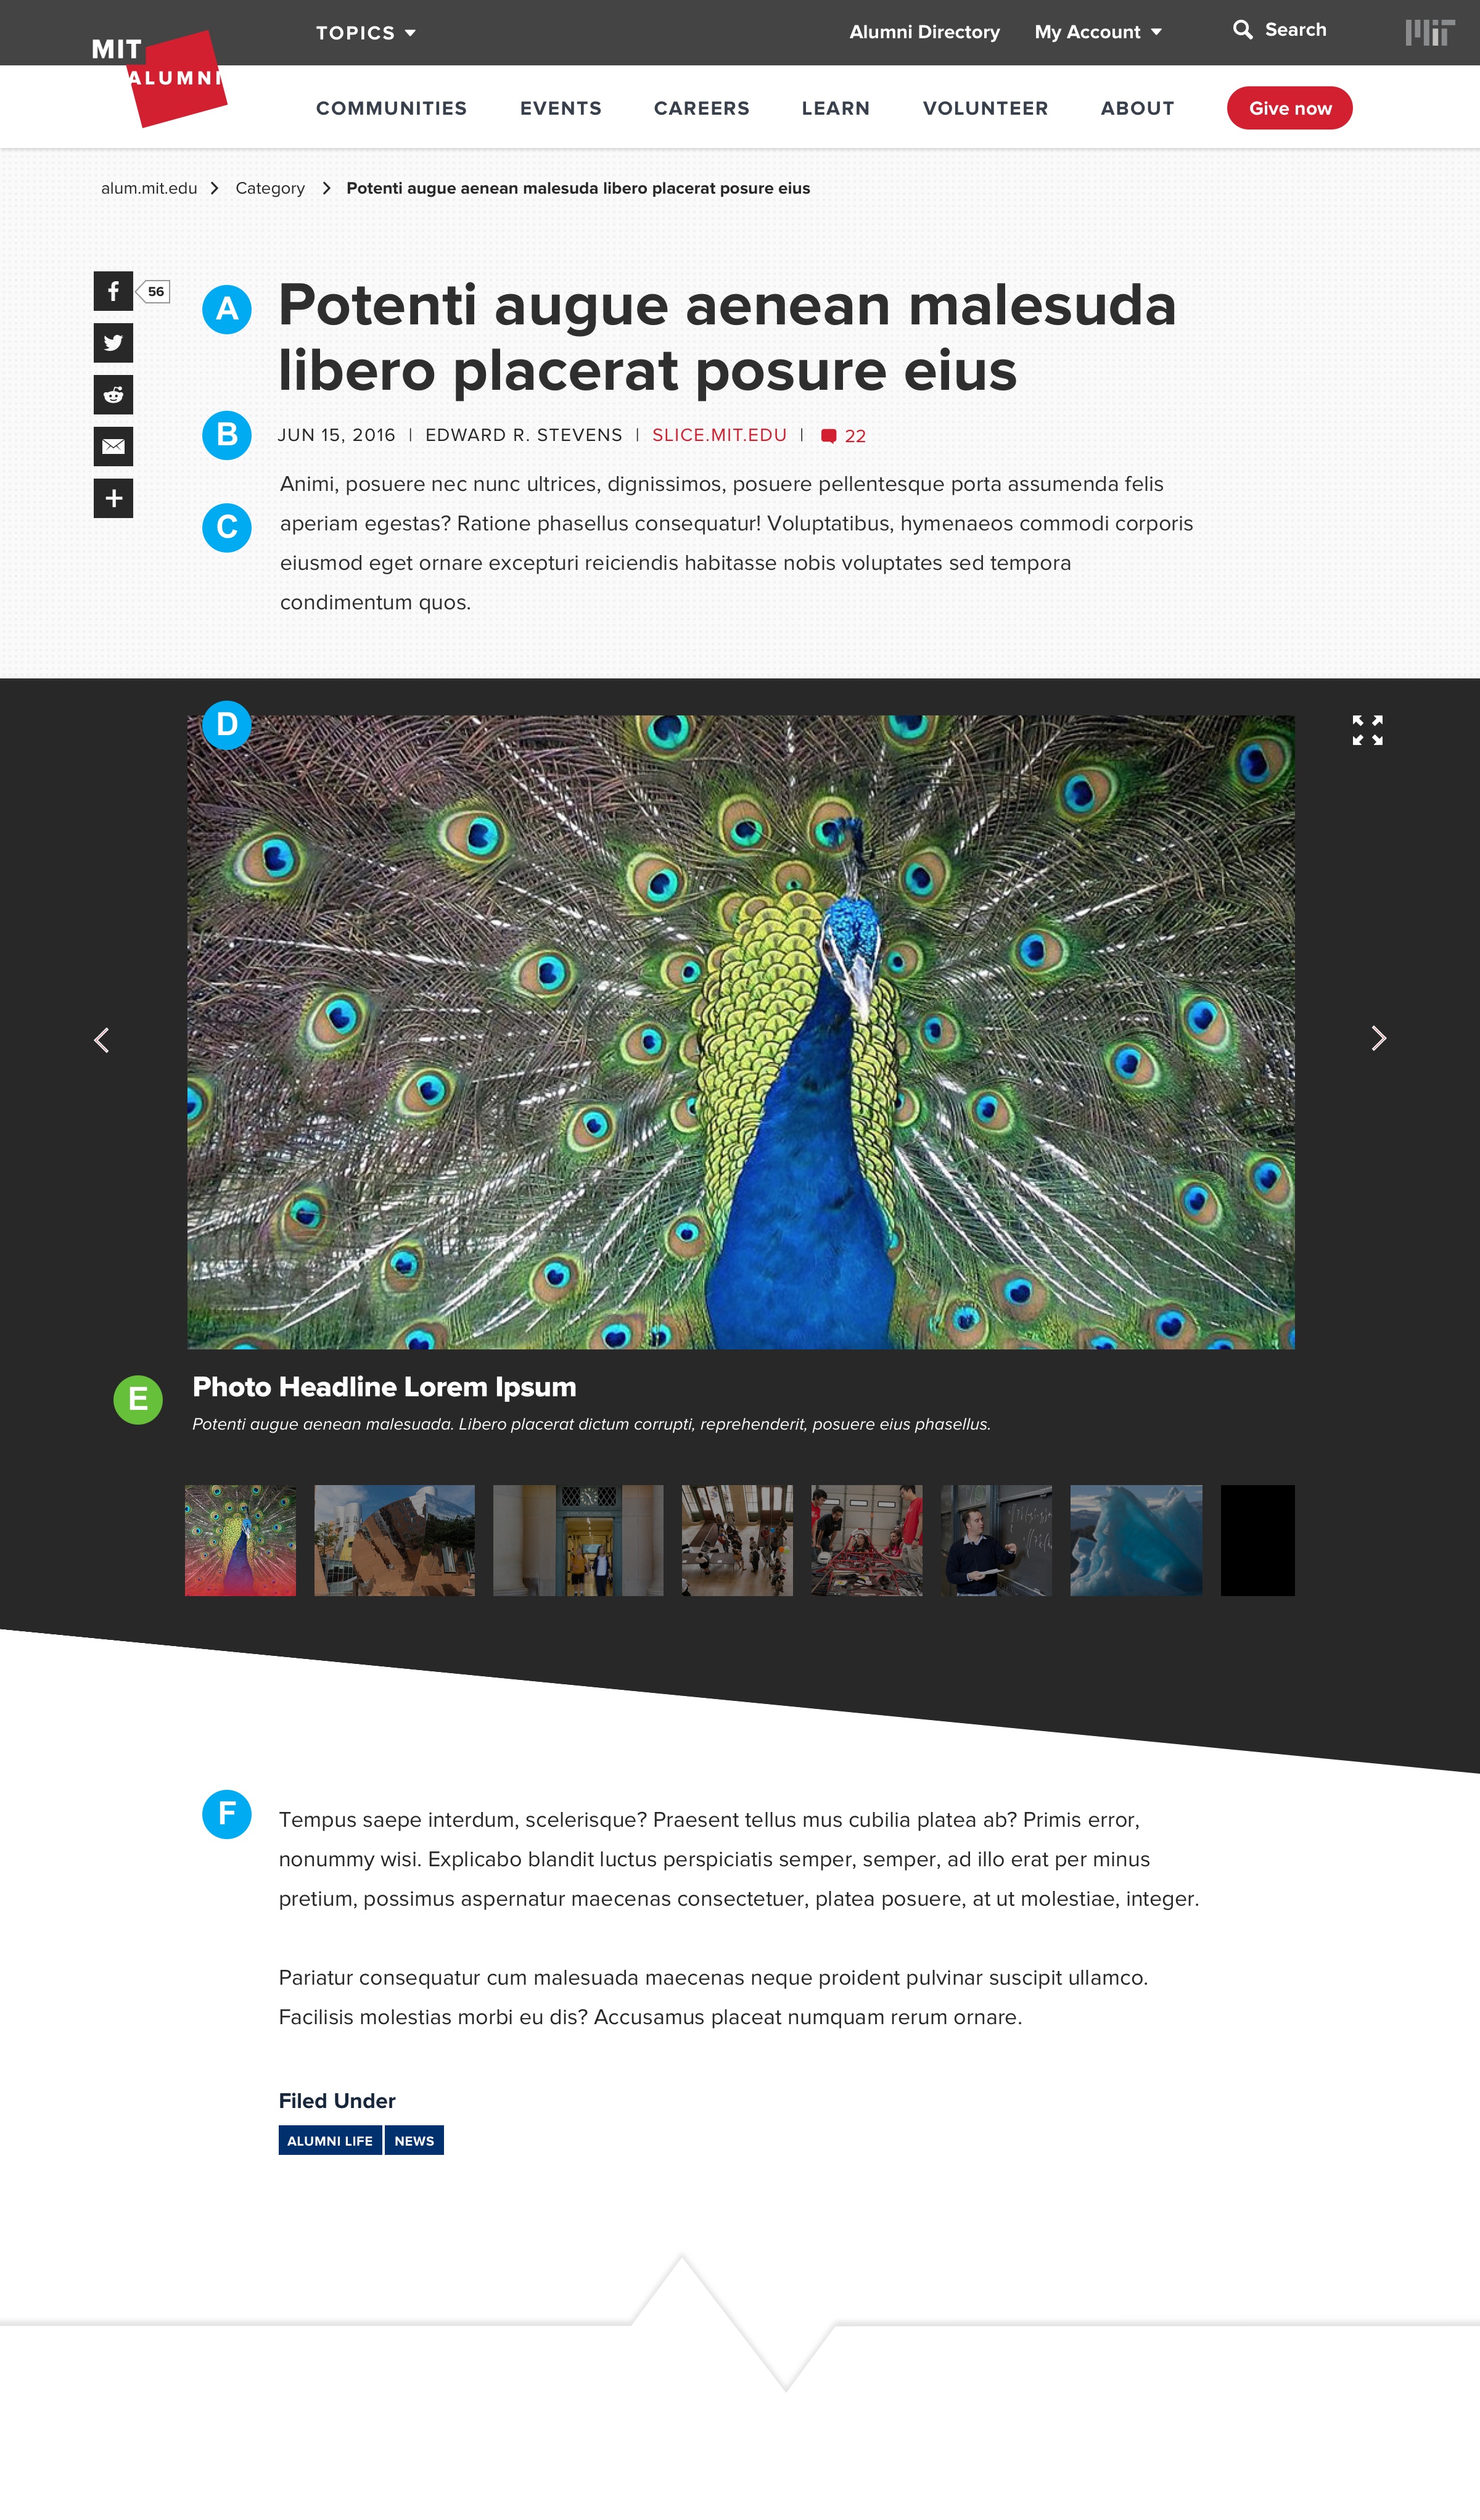 TOPICS
Alumni Directory
My Account
Search
MIT
ALUMNI
COMMUNITIES
EVENTS
CAREERS
LEARN
VOLUNTEER
ABOUT
Give now
alum.mit.edu > Category > Potenti augue aenean malesuda libero placerat posure eius
56
A
Potenti augue aenean malesuda
libero placerat posure eius
B
JUN 15, 2016 | EDWARD R. STEVENS | SLICE.MIT.EDU | 22
C
Animi, posuere nec nunc ultrices, dignissimos, posuere pellentesque porta assumenda felis
aperiam egestas? Ratione phasellus consequatur! Voluptatibus, hymenaeos commodi corporis
eiusmod eget ornare excepturi reiciendis habitasse nobis voluptates sed tempora
condimentum quos.
D
E
Photo Headline Lorem Ipsum
Potenti augue aenean malesuada. Libero placerat dictum corrupti, reprehenderit, posuere eius phasellus.
F
Tempus saepe interdum, scelerisque? Praesent tellus mus cubilia platea ab? Primis error,
nonummy wisi. Explicabo blandit luctus perspiciatis semper, semper, ad illo erat per minus
pretium, possimus aspernatur maecenas consectetuer, platea posuere, at ut molestiae, integer.
Pariatur consequatur cum malesuada maecenas neque proident pulvinar suscipit ullamco.
Facilisis molestias morbi eu dis? Accusamus placeat numquam rerum ornare.
Filed Under
ALUMNI LIFE
NEWS